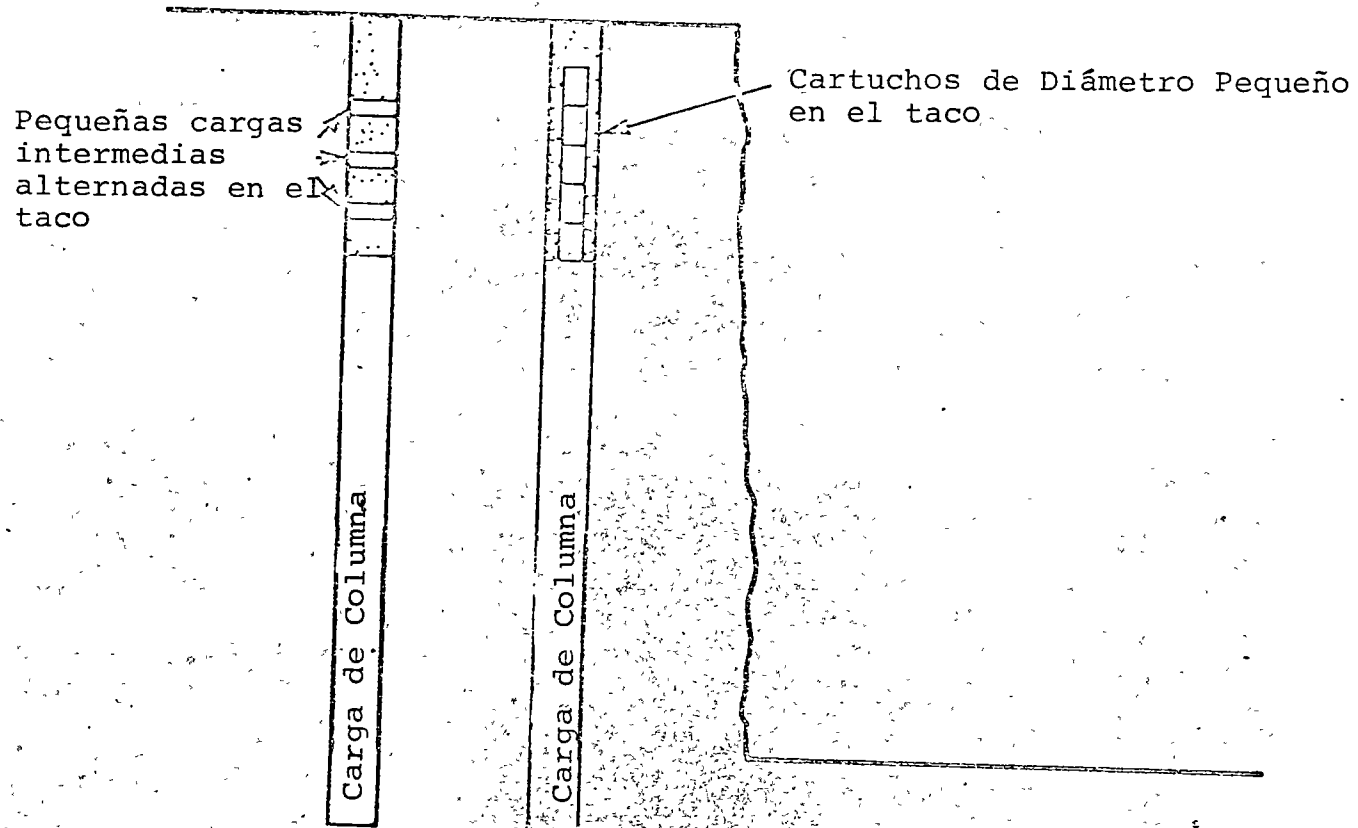 Cartuchos de Diámetro Pequeño
en el taco
Pequeñas cargas
intermedias
alternadas en el
taco
Carga de Columna
Carga de Columna